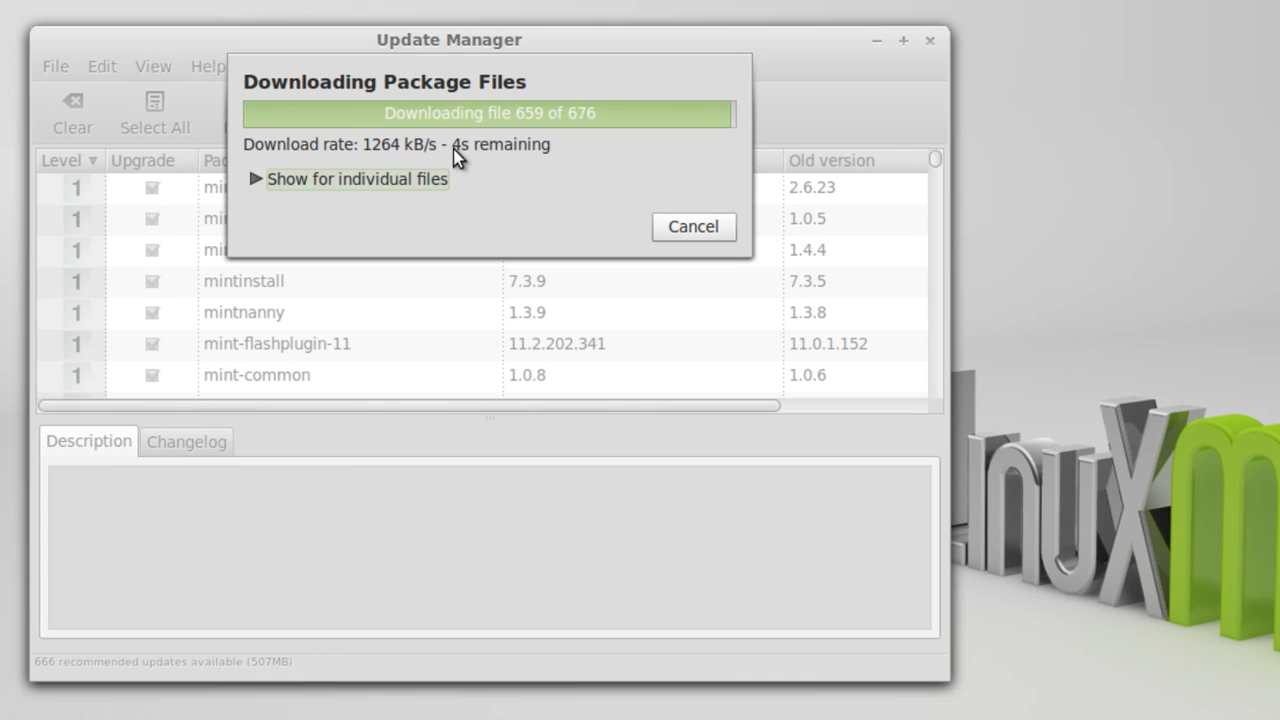 Update Manager
File Edit View Help
Downloading Package Files
Downloading file 659 of 676
Download rate: 1264 kB/s - 4s remaining
Show for individual files
Cancel
Clear Select All
Level Upgrade Old version
1 2.6.23
1 1.0.5
1 1.4.4
1 mintinstall 7.3.9 7.3.5
1 mintnanny 1.3.9 1.3.8
1 mint-flashplugin-11 11.2.202.341 11.0.1.152
1 mint-common 1.0.8 1.0.6
Description Changelog
666 recommended updates available (507MB)
Linux m